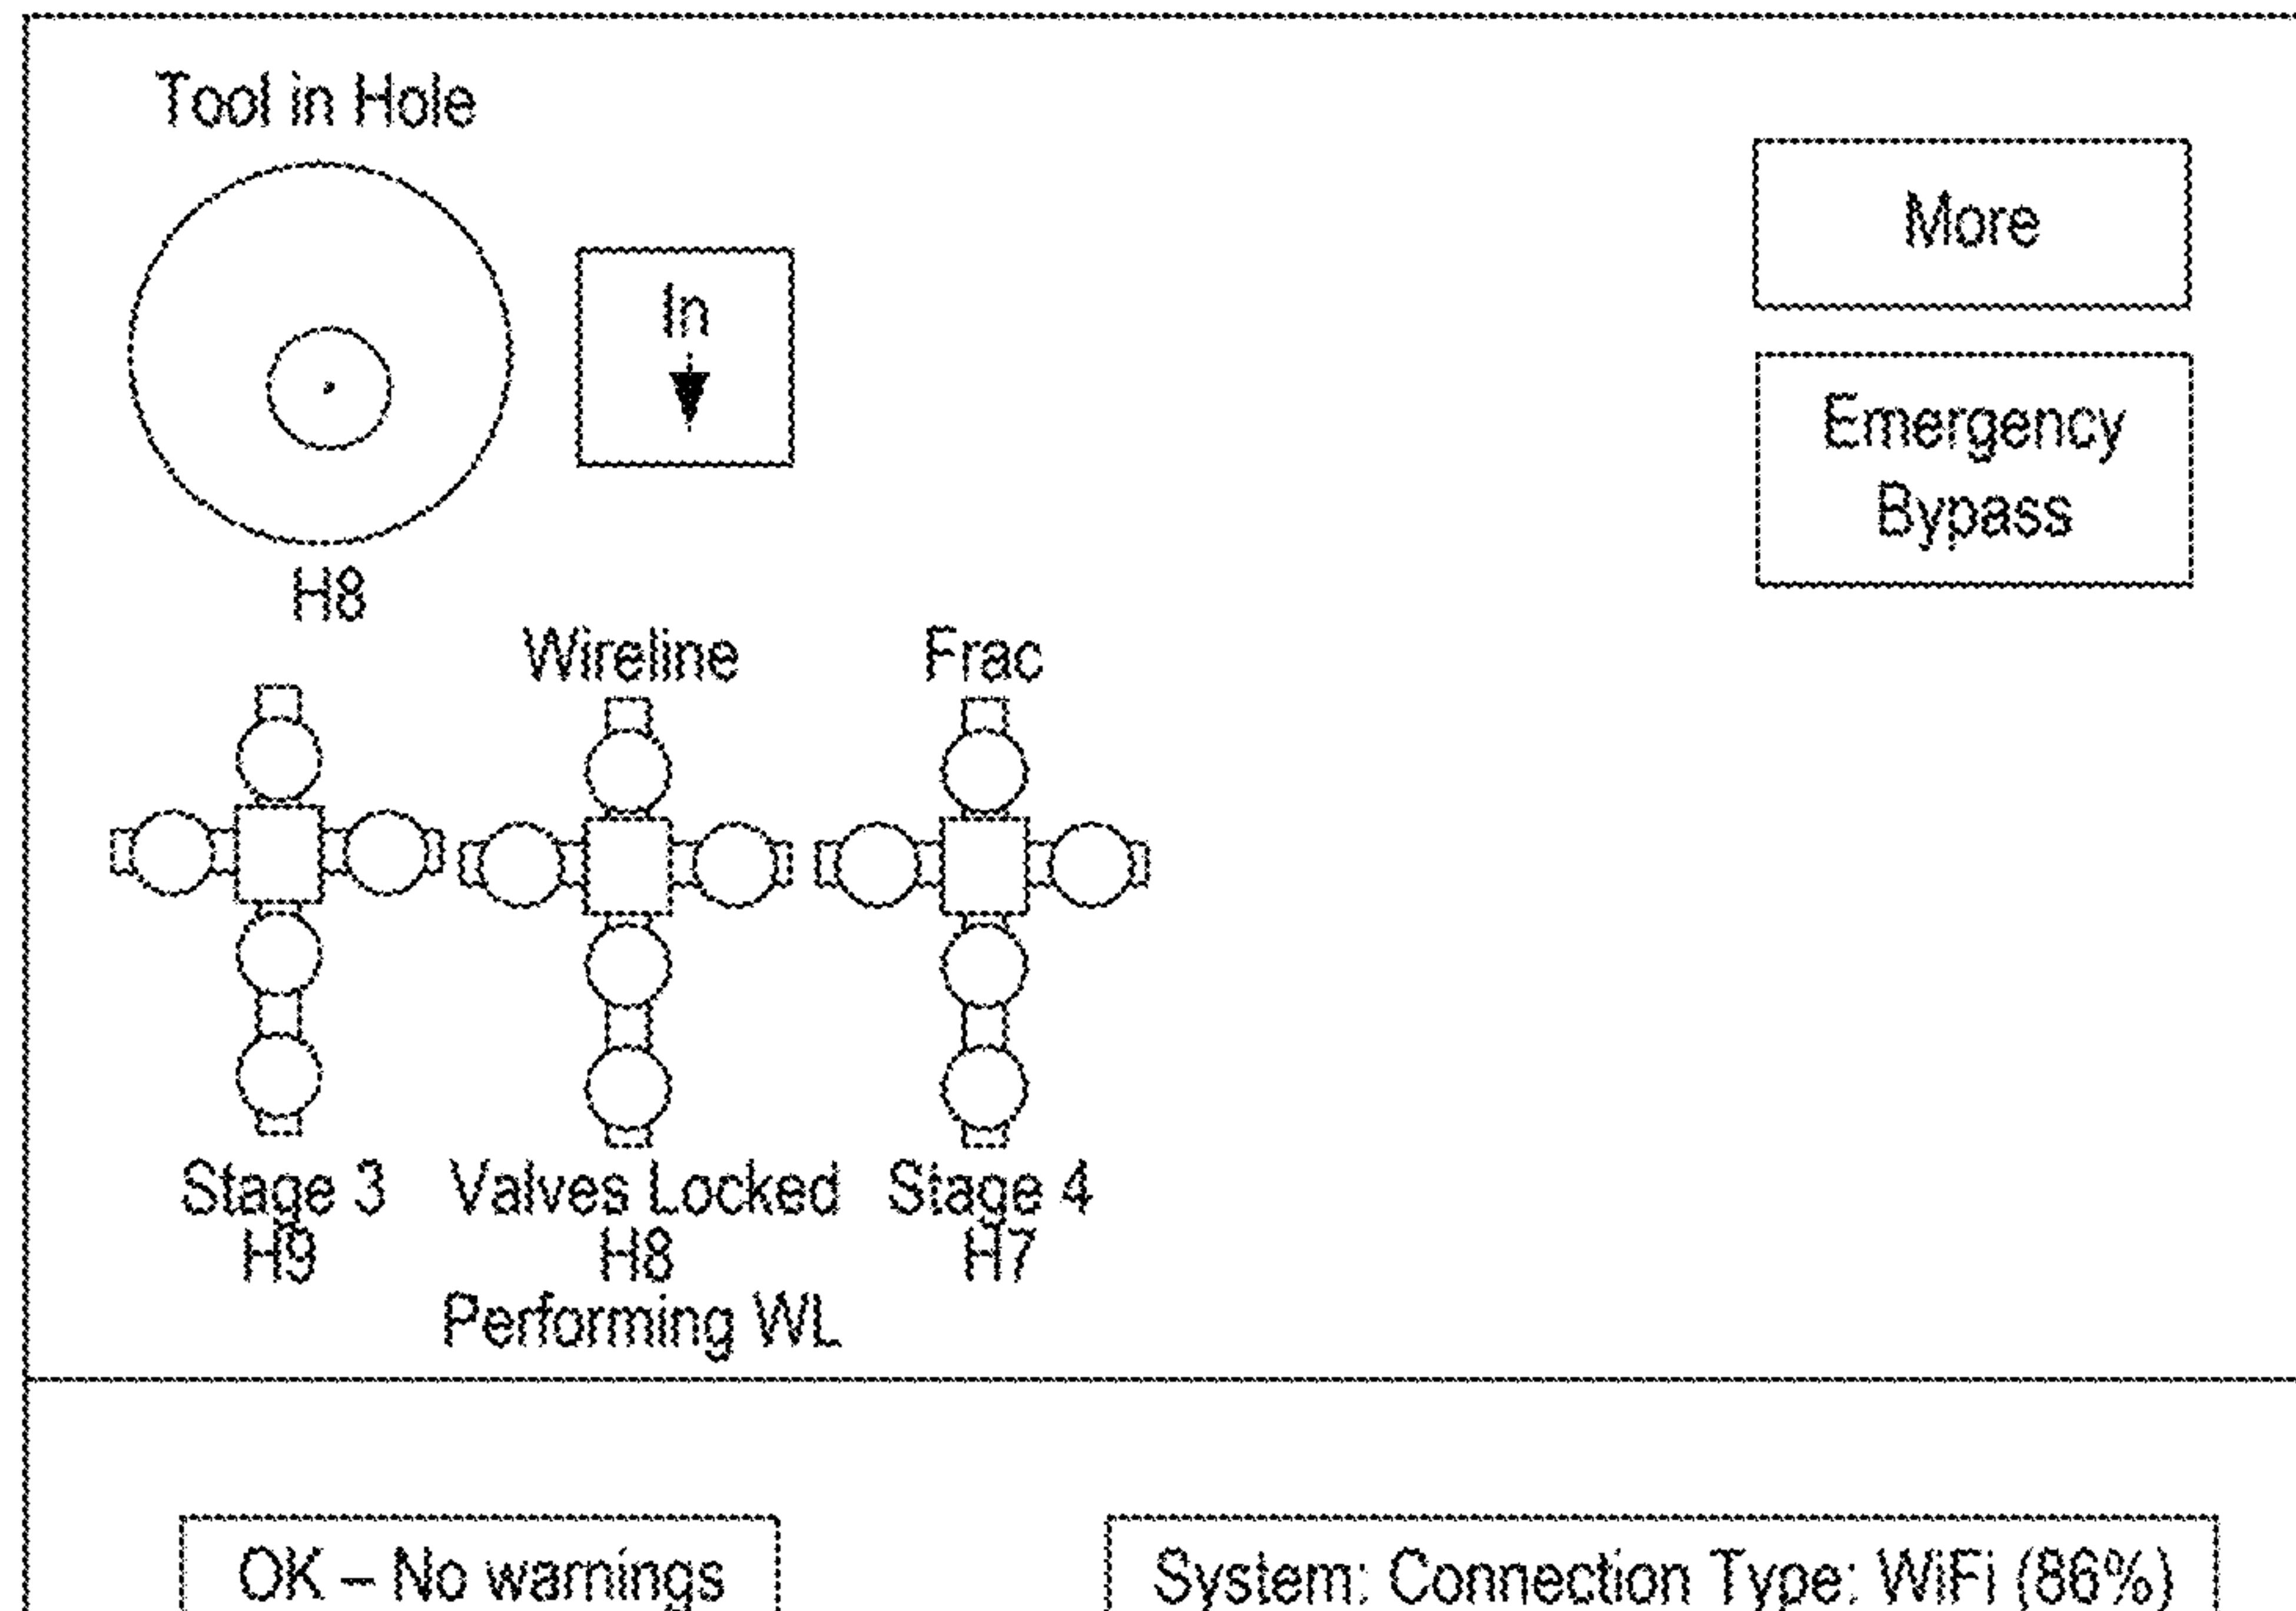 Tool in Hole
More
In
Emergency
Bypass
H8
Wireline
Frac
Stage 3
Valves Locked
Stage 4
H9
H8
H7
Performing WL
OK – No warnings
System: Connection Type: WiFi (86%)